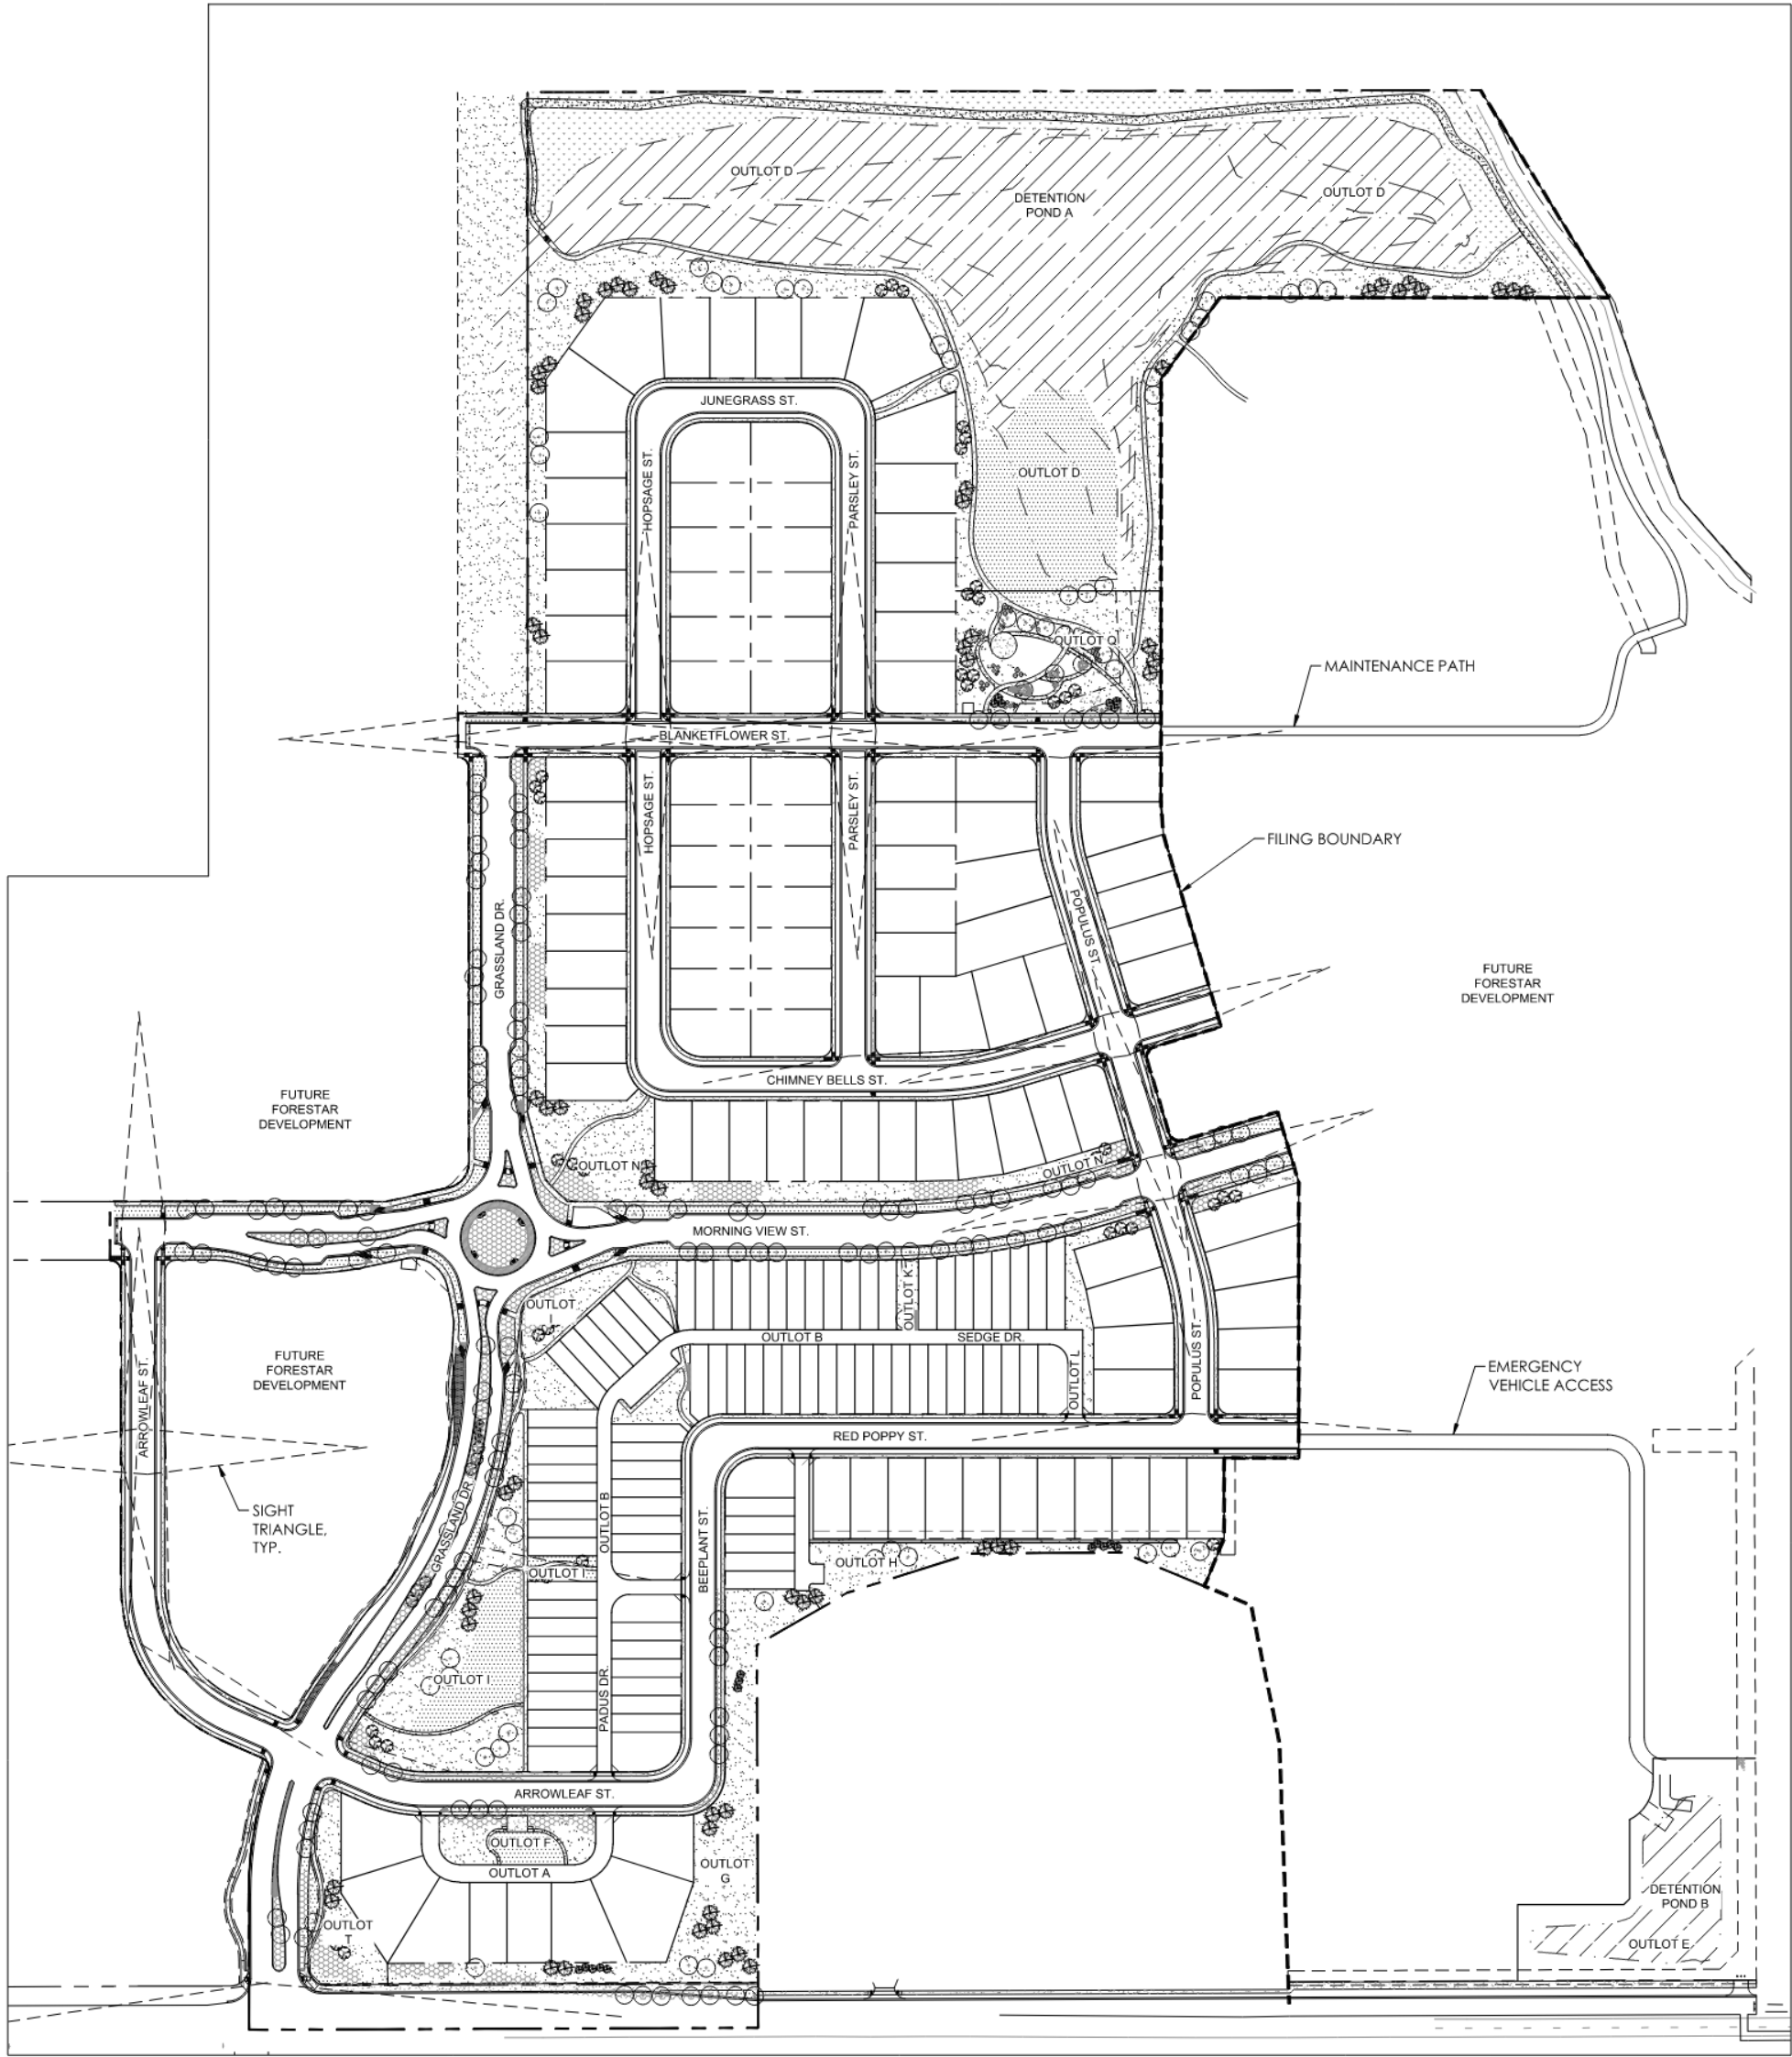 OUTLOT D
DETENTION
POND A
OUTLOT D
JUNEGRASS ST.
HOPSAGE ST.
PARSLEY ST.
OUTLOT D
OUTLOT Q
MAINTENANCE PATH
BLANKETFLOWER ST.
HOPSAGE ST.
PARSLEY ST.
FILING BOUNDARY
GRASSLAND DR.
POPULUS ST.
FUTURE
FORESTAR
DEVELOPMENT
CHIMNEY BELLS ST.
FUTURE
FORESTAR
DEVELOPMENT
OUTLOT N
OUTLOT N
MORNING VIEW ST.
OUTLOT
OUTLOT K
OUTLOT B
SEDGE DR.
OUTLOT L
POPULUS ST.
FUTURE
FORESTAR
DEVELOPMENT
ARROWLEAF ST.
EMERGENCY
VEHICLE ACCESS
RED POPPY ST.
SIGHT
TRIANGLE,
TYP.
GRASSLAND DR.
OUTLOT B
BEEPLANT ST.
OUTLOT H
OUTLOT I
OUTLOT I
PADUS DR.
ARROWLEAF ST.
OUTLOT F
OUTLOT A
OUTLOT
G
OUTLOT
T
DETENTION
POND B
OUTLOT E